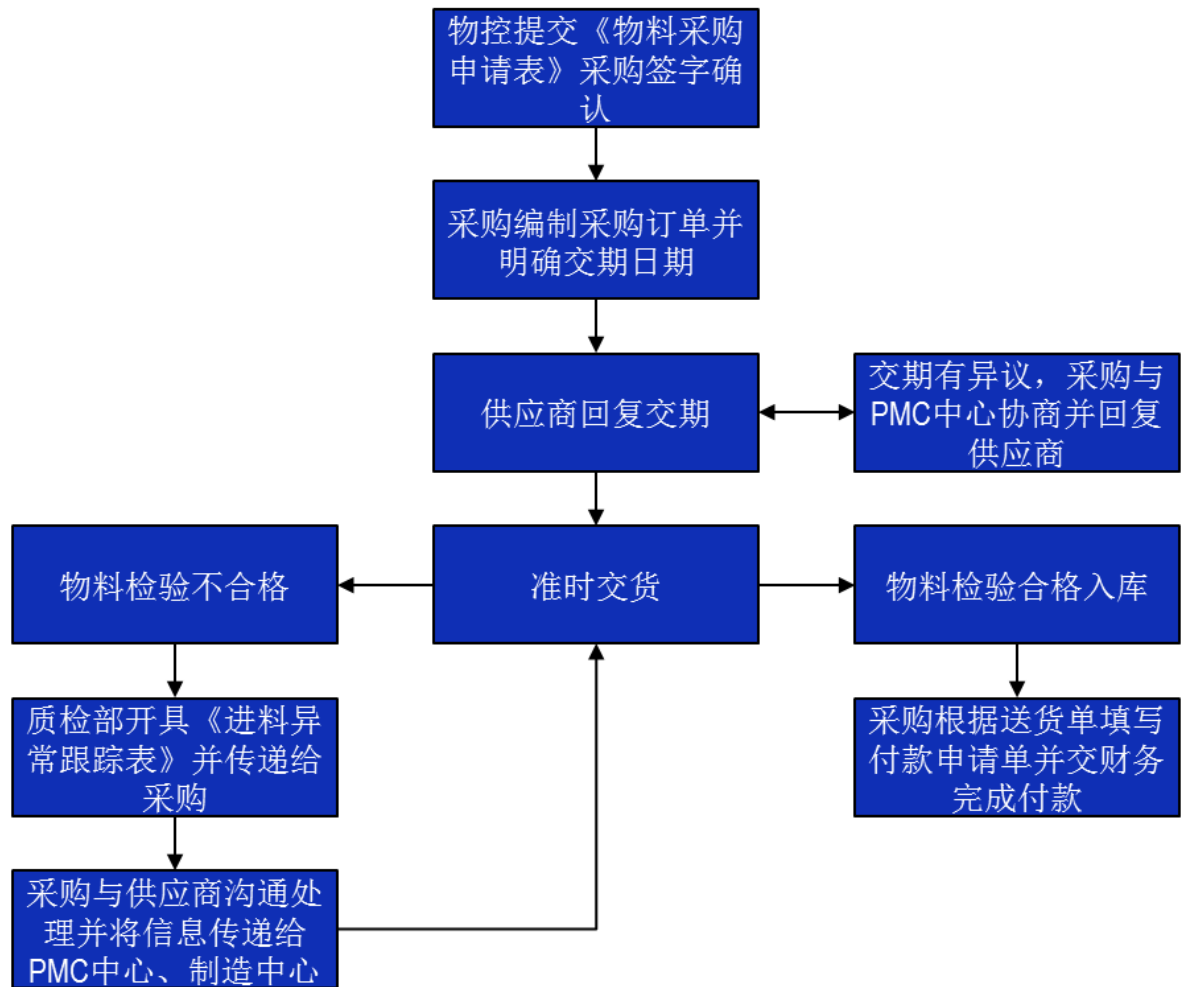 物控提交《物料采购
申请表》采购签字确
认
采购编制采购订单并
明确交期日期
供应商回复交期
交期有异议，采购与
PMC中心协商并回复
供应商
物料检验不合格
准时交货
物料检验合格入库
质检部开具《进料异
常跟踪表》并传递给
采购
采购根据送货单填写
付款申请单并交财务
完成付款
采购与供应商沟通处
理并将信息传递给
PMC中心、制造中心